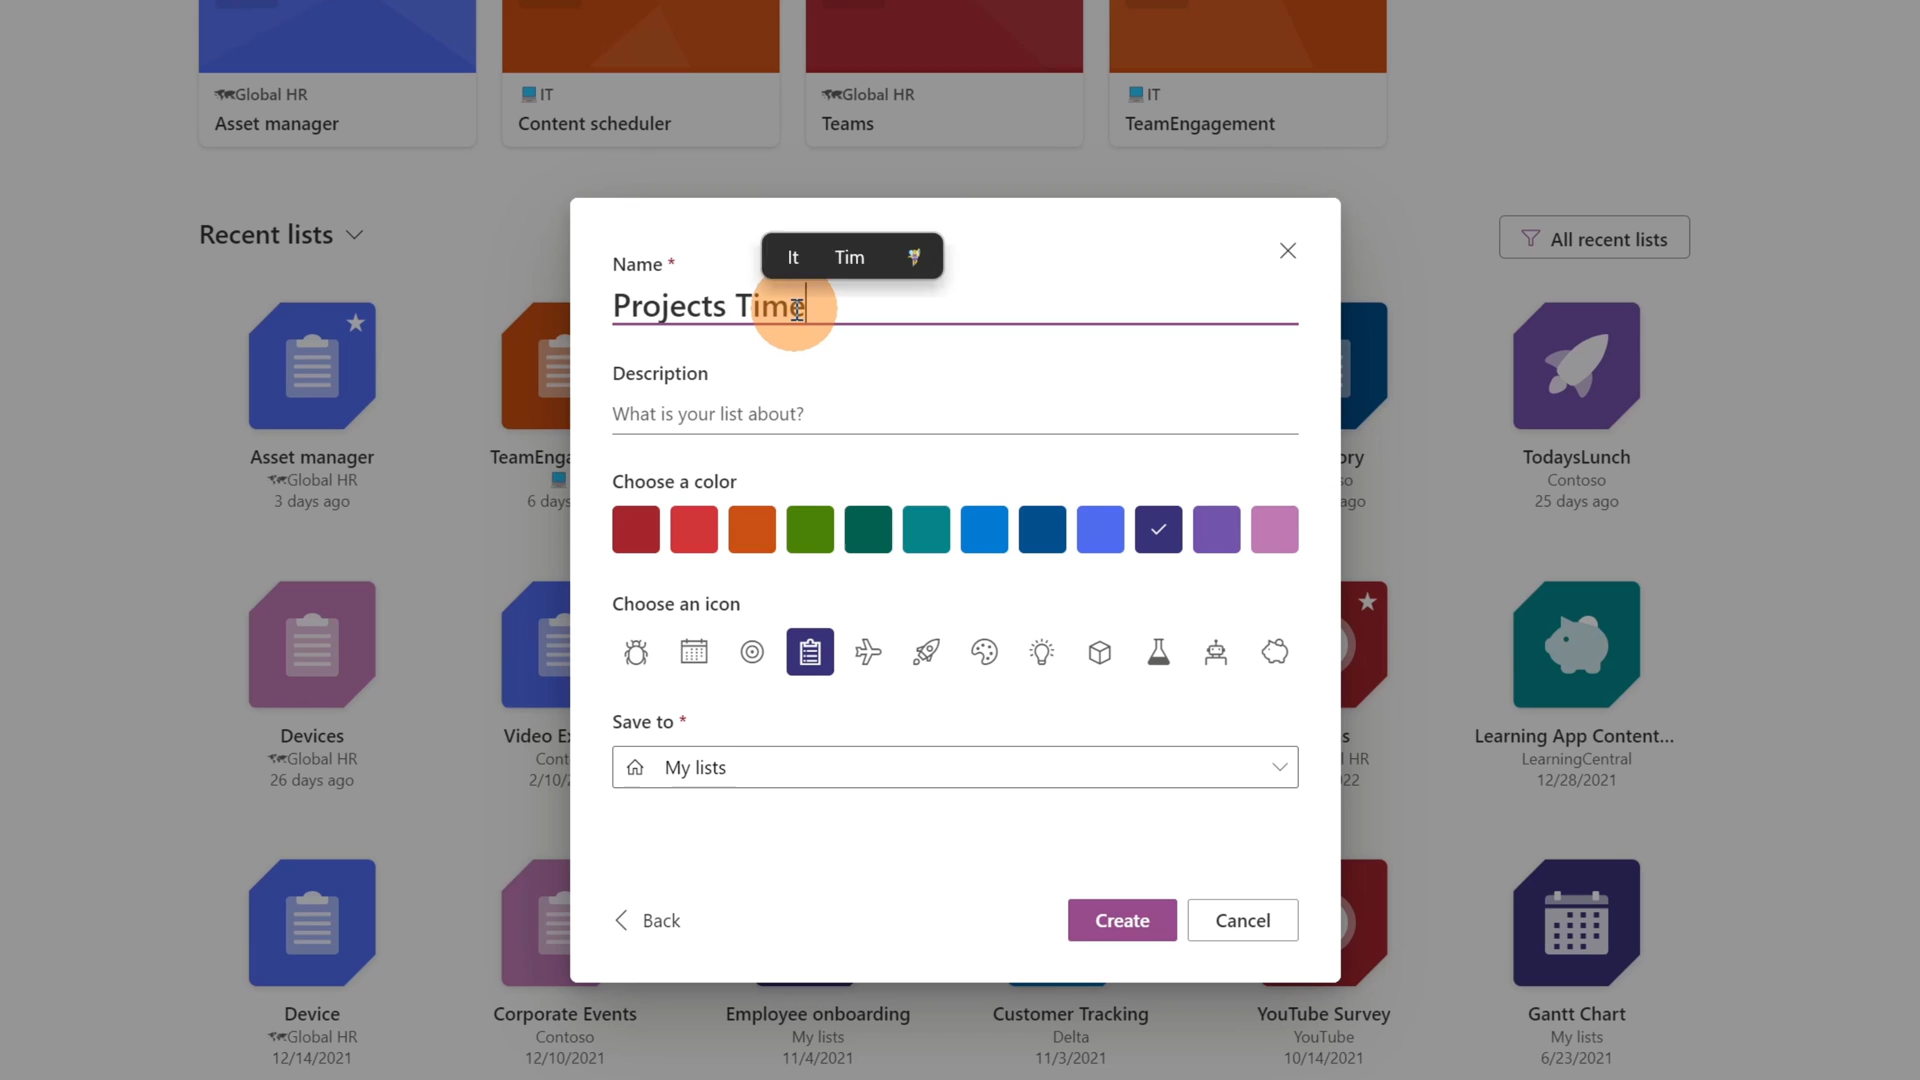 Global HR
Asset manager
IT
Content scheduler
Global HR
Teams
IT
TeamEngagement
Recent lists
All recent lists
It Tim
Name *
Projects Time
Description
What is your list about?
Choose a color
Choose an icon
Save to *
My lists
Back
Create
Cancel
Asset manager
Global HR
3 days ago
TeamEnga
6 days
ory
so
ago
TodaysLunch
Contoso
25 days ago
Devices
Global HR
26 days ago
Video E
Cont
2/10/
s
HR
22
Learning App Content...
LearningCentral
12/28/2021
Device
Global HR
12/14/2021
Corporate Events
Contoso
12/10/2021
Employee onboarding
My lists
11/4/2021
Customer Tracking
Delta
11/3/2021
YouTube Survey
YouTube
10/14/2021
Gantt Chart
My lists
6/23/2021